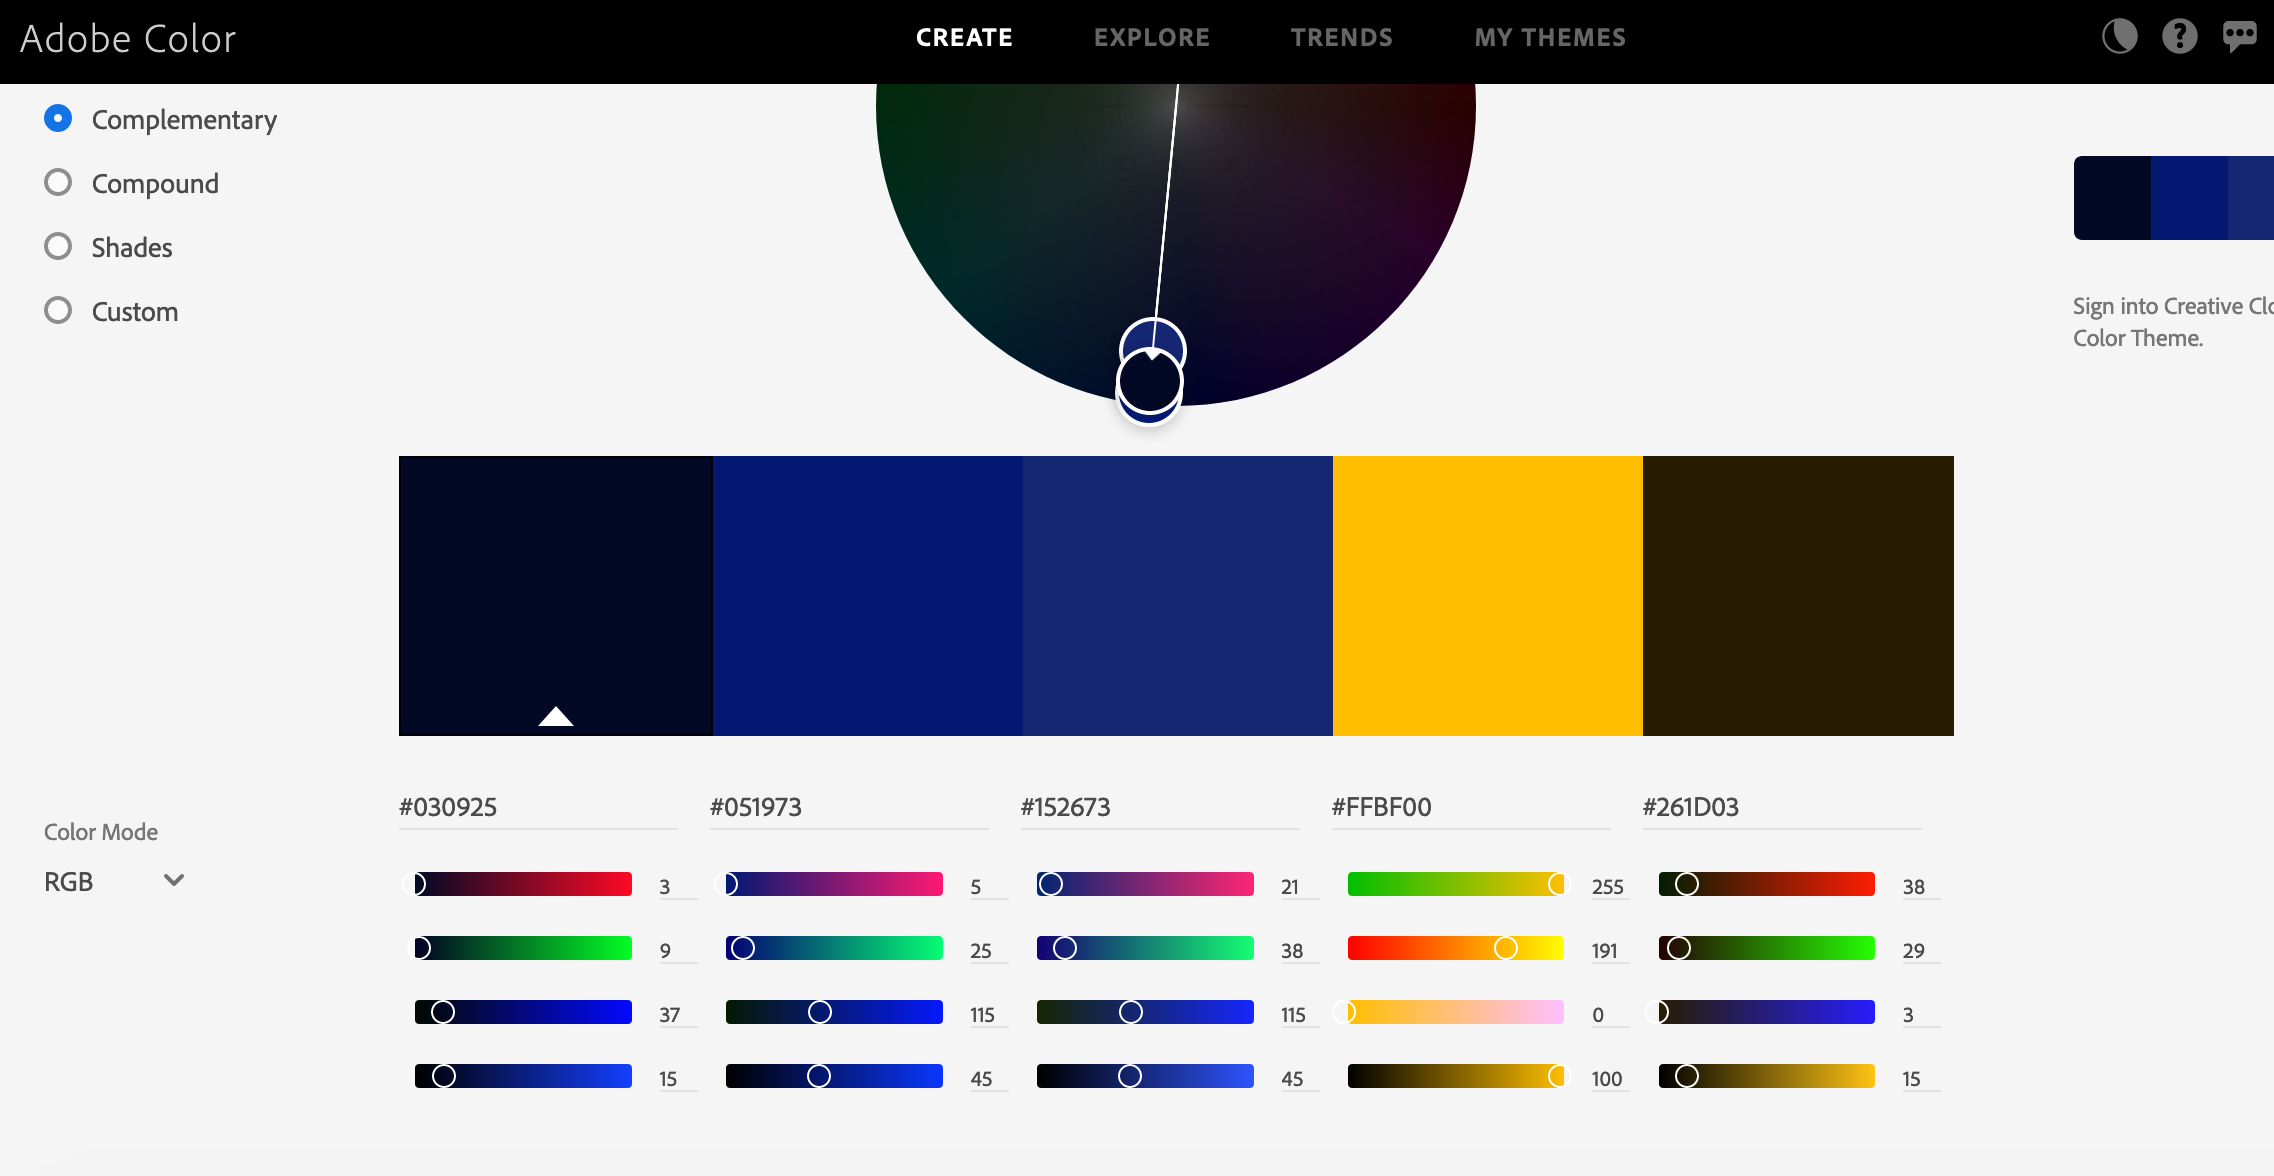 Adobe Color
CREATE EXPLORE TRENDS MY THEMES
?
Complementary
Compound
Shades
Custom
Sign into Creative Clo
Color Theme.
#030925 #051973 #152673 #FFBF00 #261D03
Color Mode
RGB
3 5 21 255 38
9 25 38 191 29
37 115 115 0 3
15 45 45 100 15